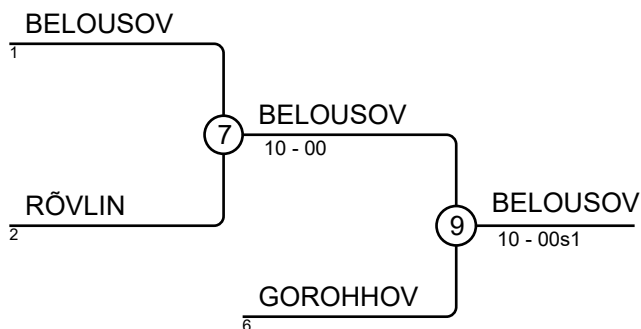 BELOUSOV
1
7
BELOUSOV
10 - 00
RÕVLIN
2
9
BELOUSOV
10 - 00s1
GOROHHOV
6